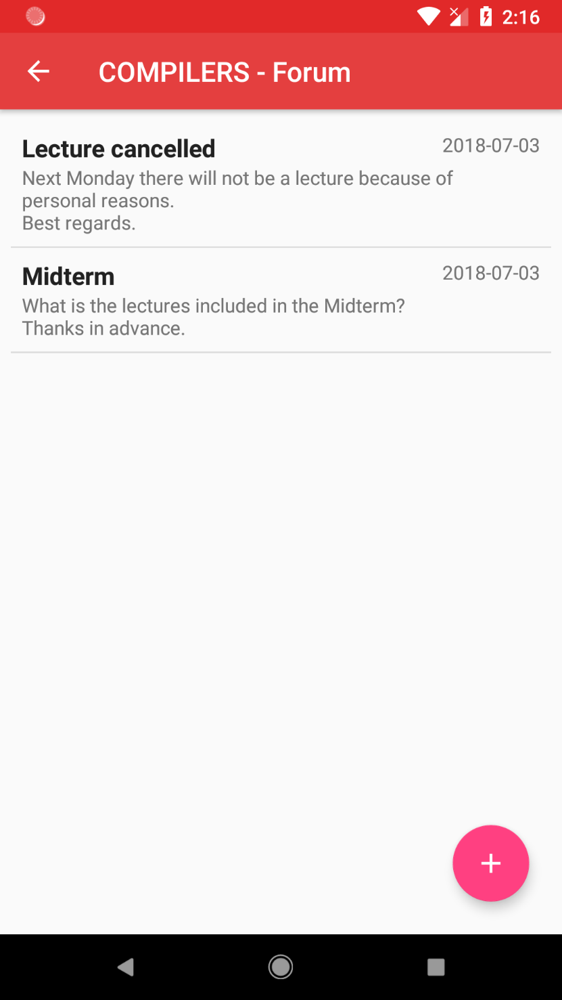 2:16
COMPILERS - Forum
Lecture cancelled
2018-07-03
Next Monday there will not be a lecture because of
personal reasons.
Best regards.
Midterm
2018-07-03
What is the lectures included in the Midterm?
Thanks in advance.